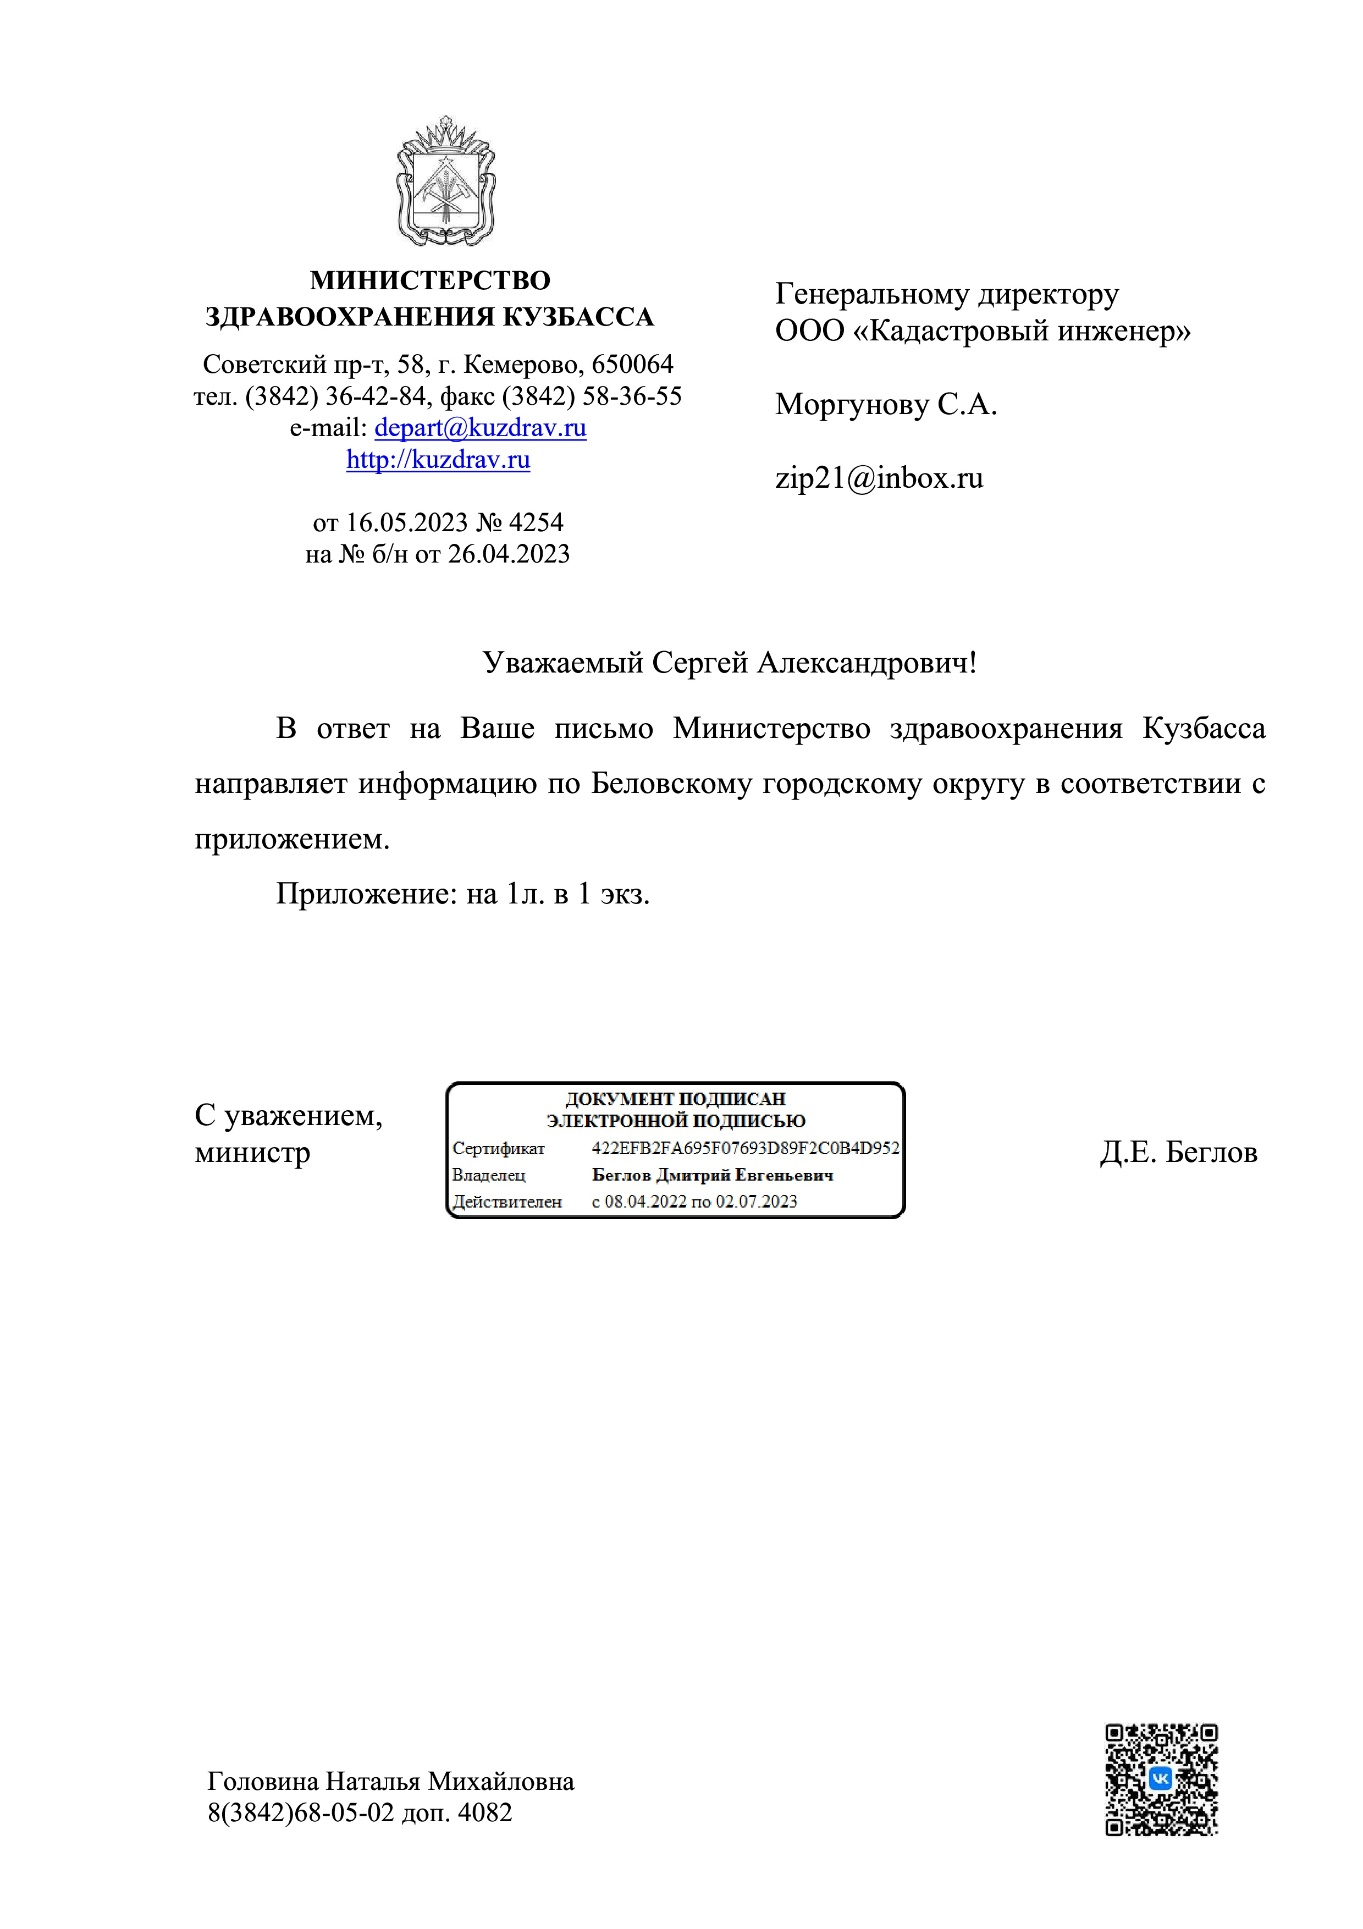 МИНИСТЕРСТВО
ЗДРАВООХРАНЕНИЯ КУЗБАССА
Советский пр-т, 58, г. Кемерово, 650064
тел. (3842) 36-42-84, факс (3842) 58-36-55
e-mail: depart@kuzdrav.ru
http://kuzdrav.ru
от 16.05.2023 № 4254
на № б/н от 26.04.2023
Генеральному директору
ООО «Кадастровый инженер»
Моргунову С.А.
zip21@inbox.ru
Уважаемый Сергей Александрович!
В ответ на Ваше письмо Министерство здравоохранения Кузбасса
направляет информацию по Беловскому городскому округу в соответствии с
приложением.
Приложение: на 1л. в 1 экз.
С уважением,
министр
ДОКУМЕНТ ПОДПИСАН
ЭЛЕКТРОННОЙ ПОДПИСЬЮ
Сертификат 422EFB2FA695F07693D89F2C0B4D952
Владелец Беглов Дмитрий Евгеньевич
Действителен с 08.04.2022 по 02.07.2023
Д.Е. Беглов
Головина Наталья Михайловна
8(3842)68-05-02 доп. 4082